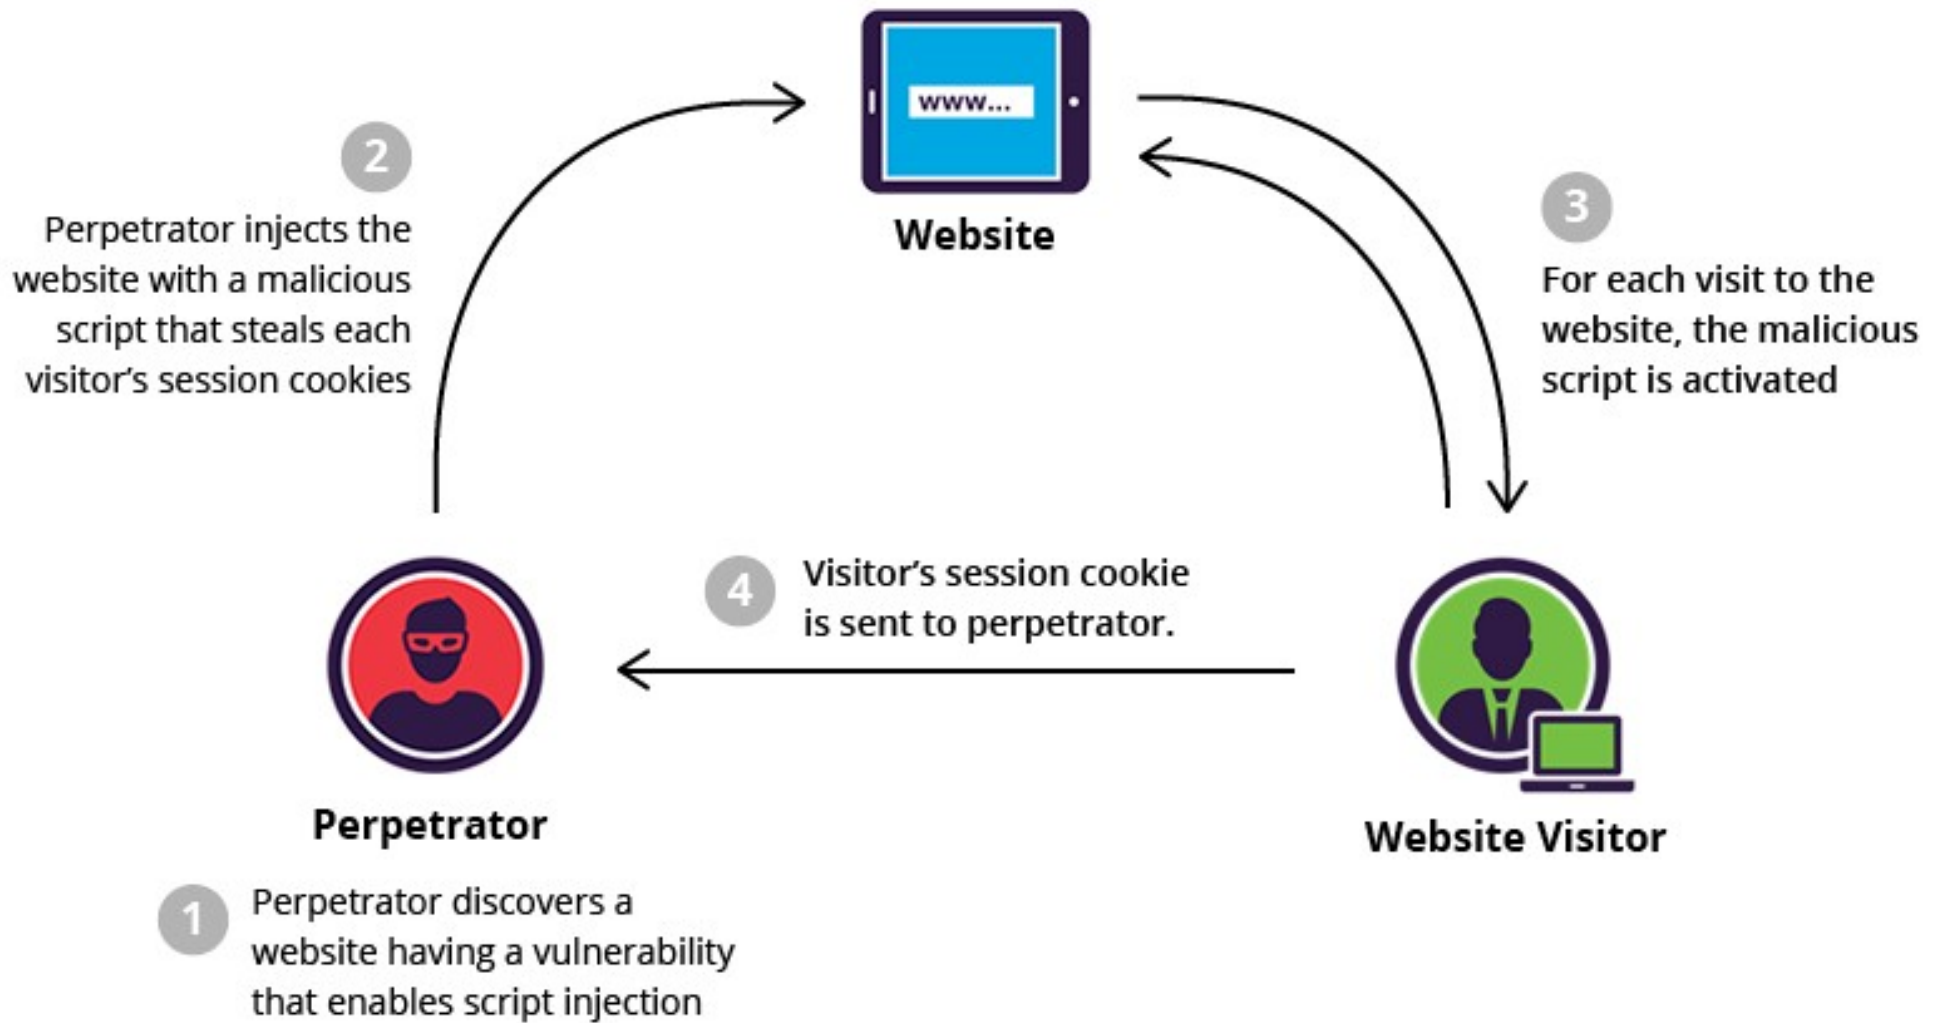 www...
Website
2
Perpetrator injects the
website with a malicious
script that steals each
visitor's session cookies
3
For each visit to the
website, the malicious
script is activated
4
Visitor's session cookie
is sent to perpetrator.
Perpetrator
Website Visitor
1
Perpetrator discovers a
website having a vulnerability
that enables script injection